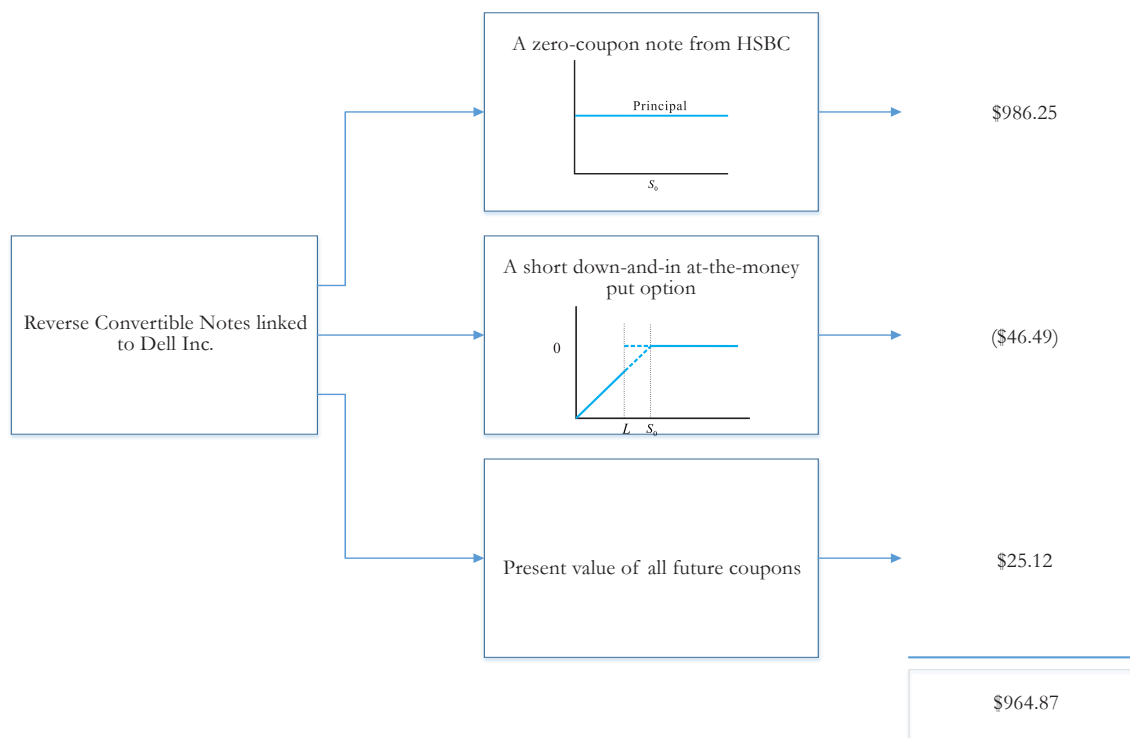 A zero-coupon note from HSBC
Principal
S₀
$986.25
Reverse Convertible Notes linked
to Dell Inc.
A short down-and-in at-the-money
put option
0
L S₀
($46.49)
Present value of all future coupons
$25.12
$964.87